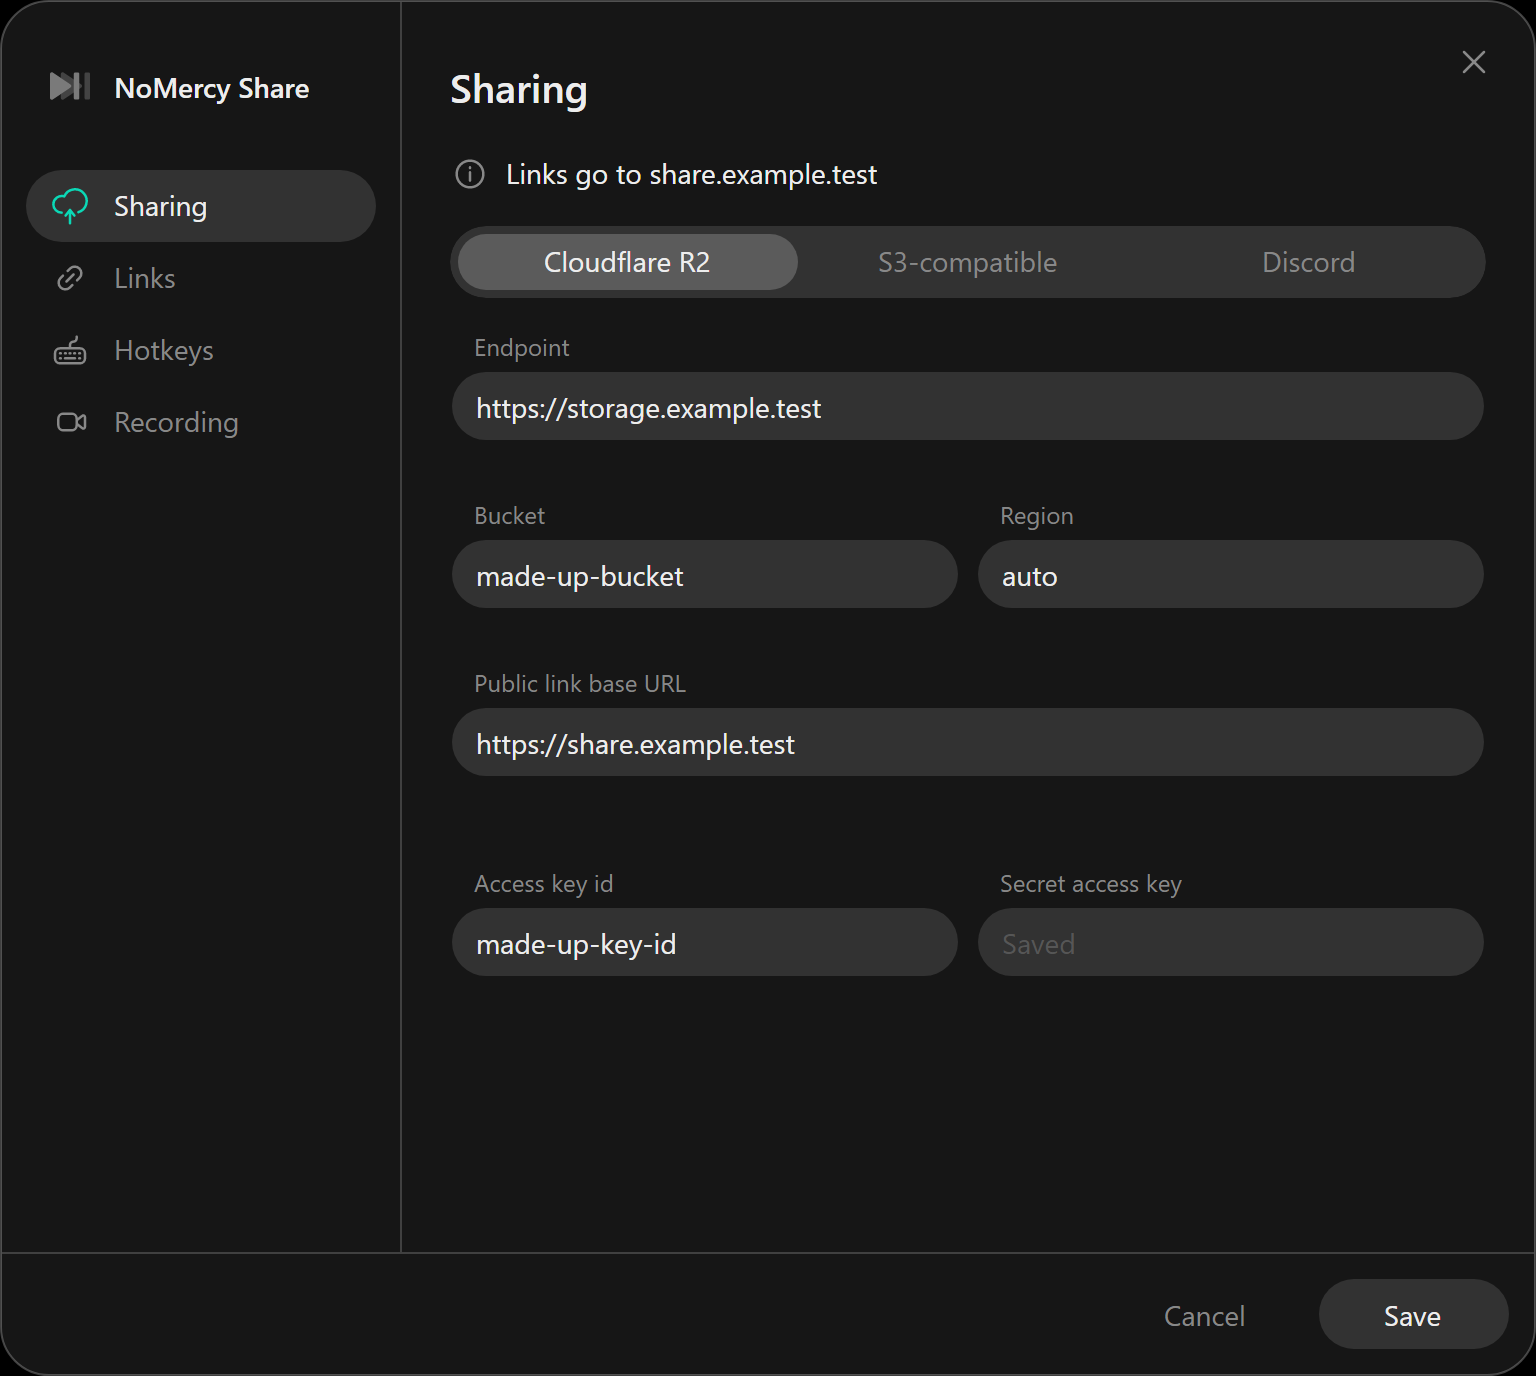 NoMercy Share
Sharing
Links
Hotkeys
Recording
Sharing
Links go to share.example.test
Cloudflare R2 S3-compatible Discord
Endpoint
https://storage.example.test
Bucket Region
made-up-bucket auto
Public link base URL
https://share.example.test
Access key id Secret access key
made-up-key-id Saved
Cancel Save